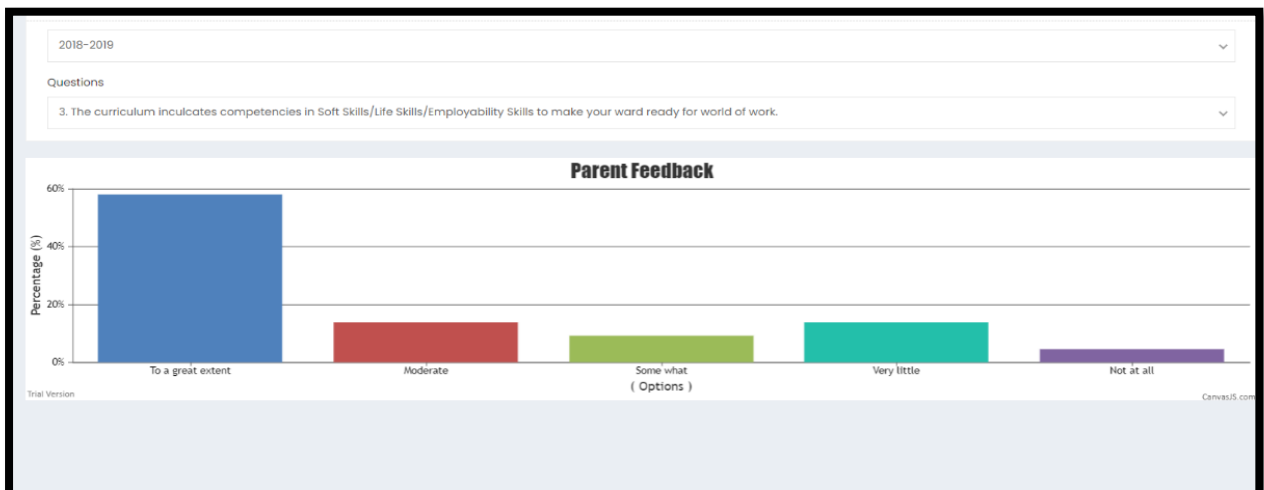 2018-2019
Questions
3. The curriculum inculcates competencies in Soft Skills/Life Skills/Employability Skills to make your ward ready for world of work.
Parent Feedback
60%
40%
20%
0%
Percentage (%)
To a great extent
Moderate
Some what
Very little
Not at all
( Options )
Trial Version
CanvasJS.com